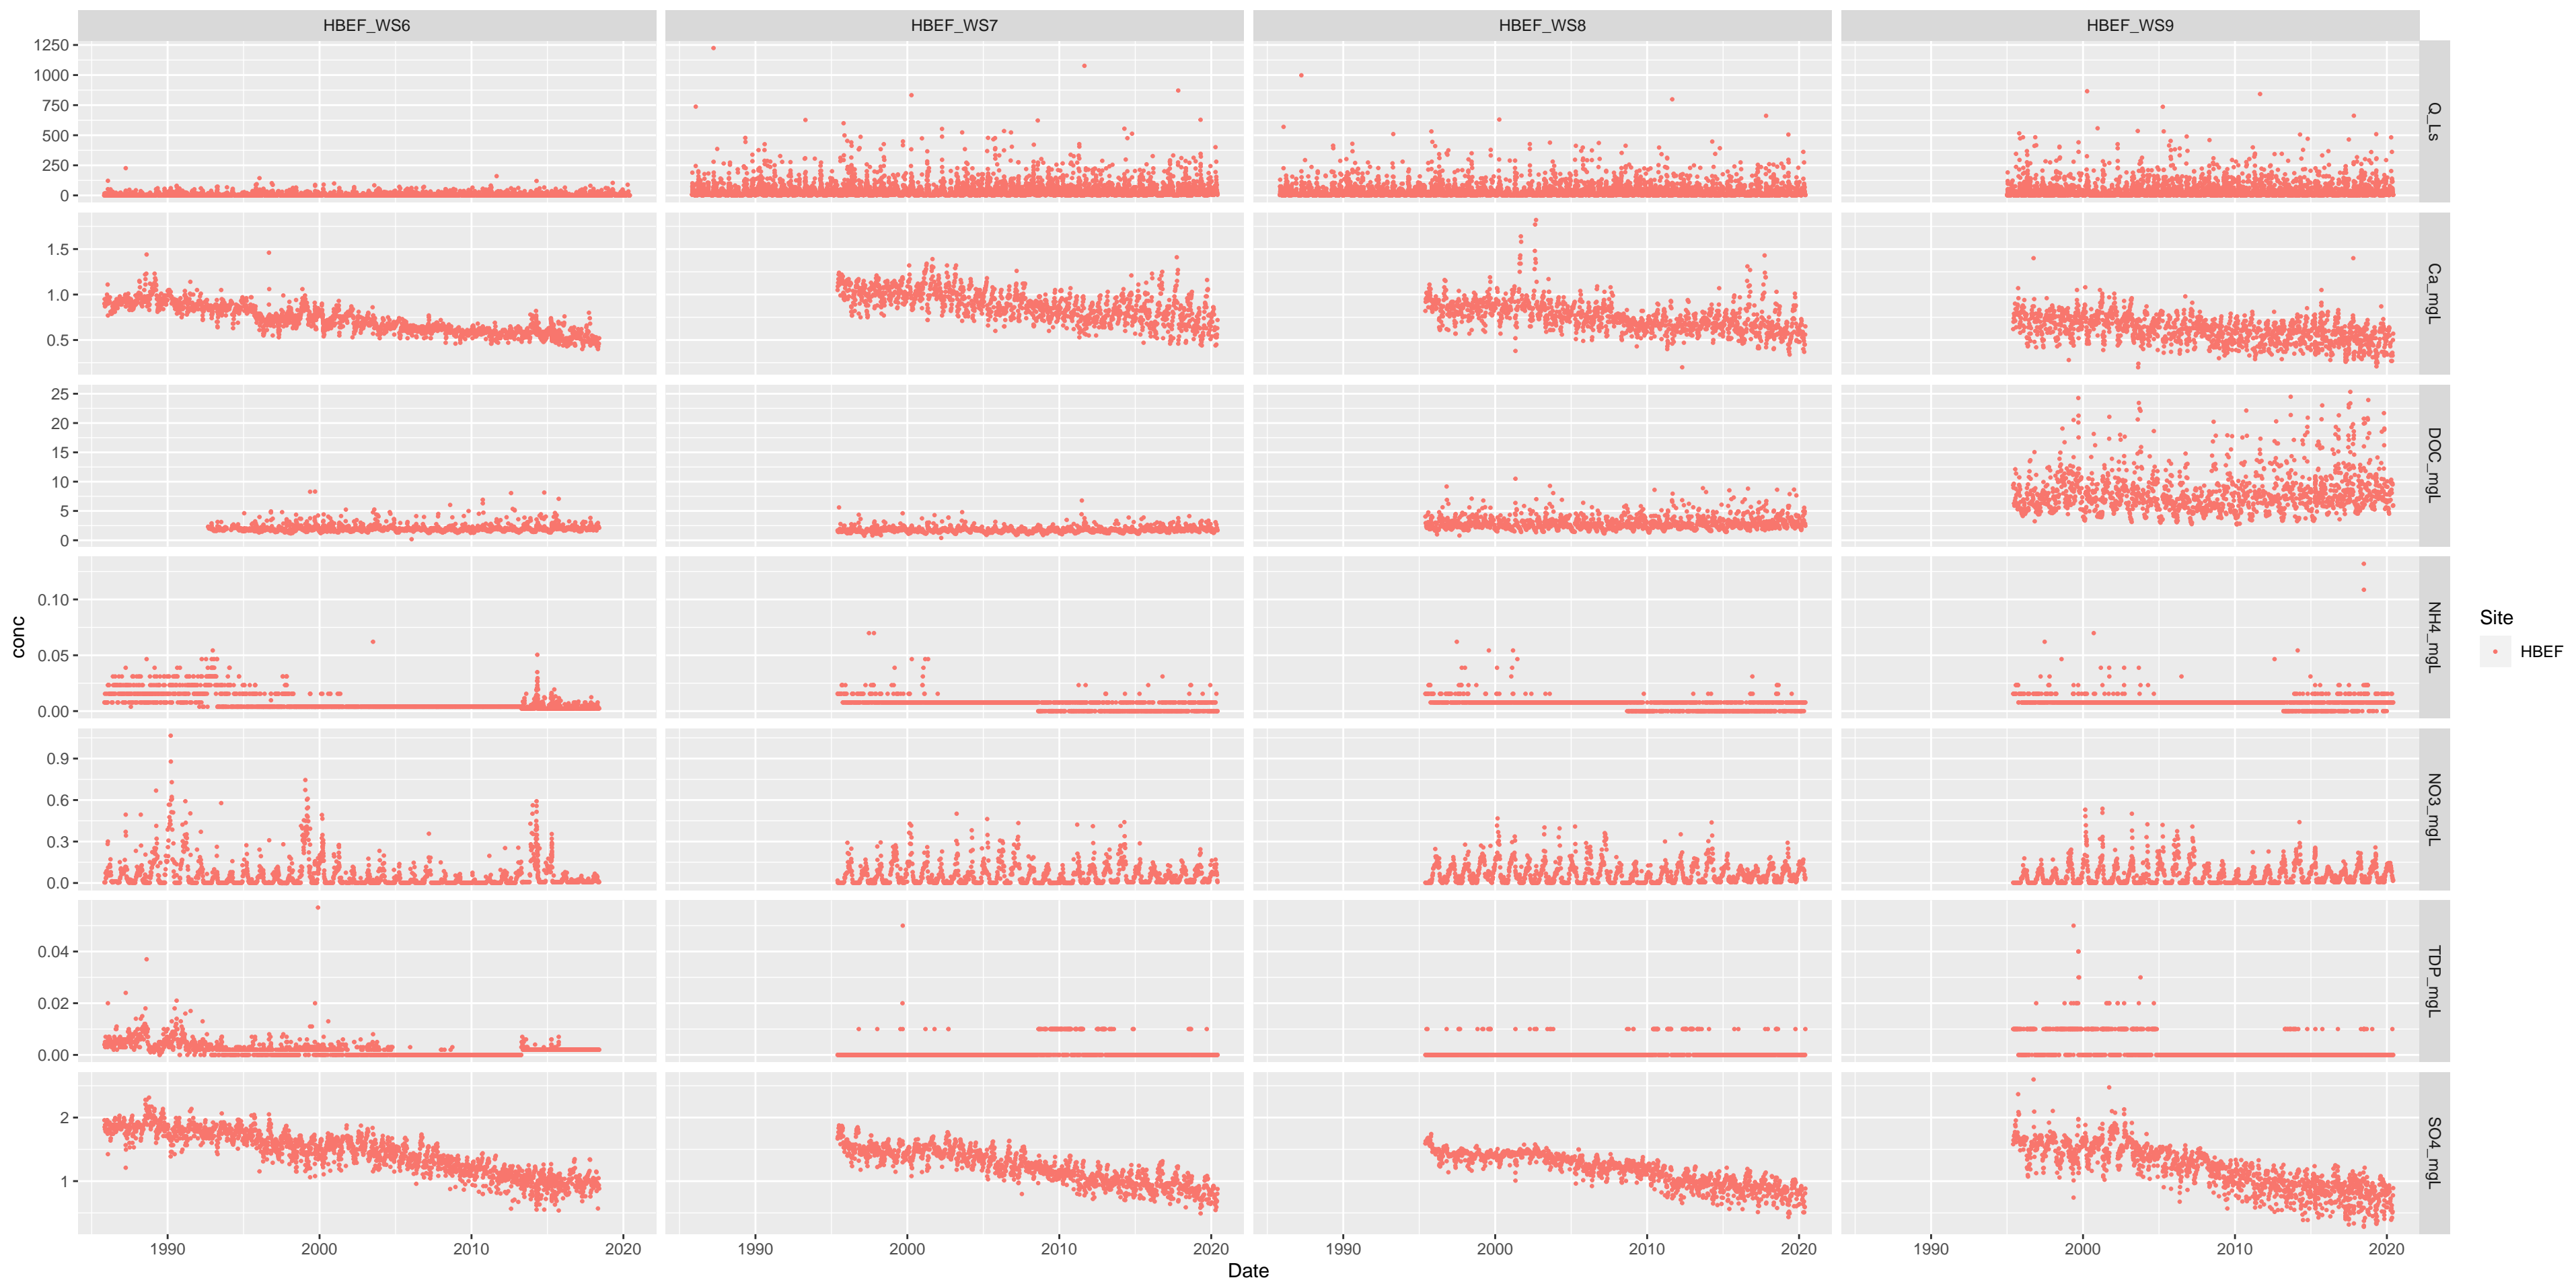 HBEF_WS6 HBEF_WS7 HBEF_WS8 HBEF_WS9
1250
1000
750
500
250
0
Q_Ls
1.5
1.0
0.5
Ca_mgL
25
20
15
10
5
0
DOC_mgL
0.10
0.05
0.00
NH4_mgL
0.9
0.6
0.3
0.0
NO3_mgL
0.04
0.02
0.00
TDP_mgL
2
1
SO4_mgL
1990 2000 2010 2020 1990 2000 2010 2020 1990 2000 2010 2020 1990 2000 2010 2020
Date
conc
Site
HBEF